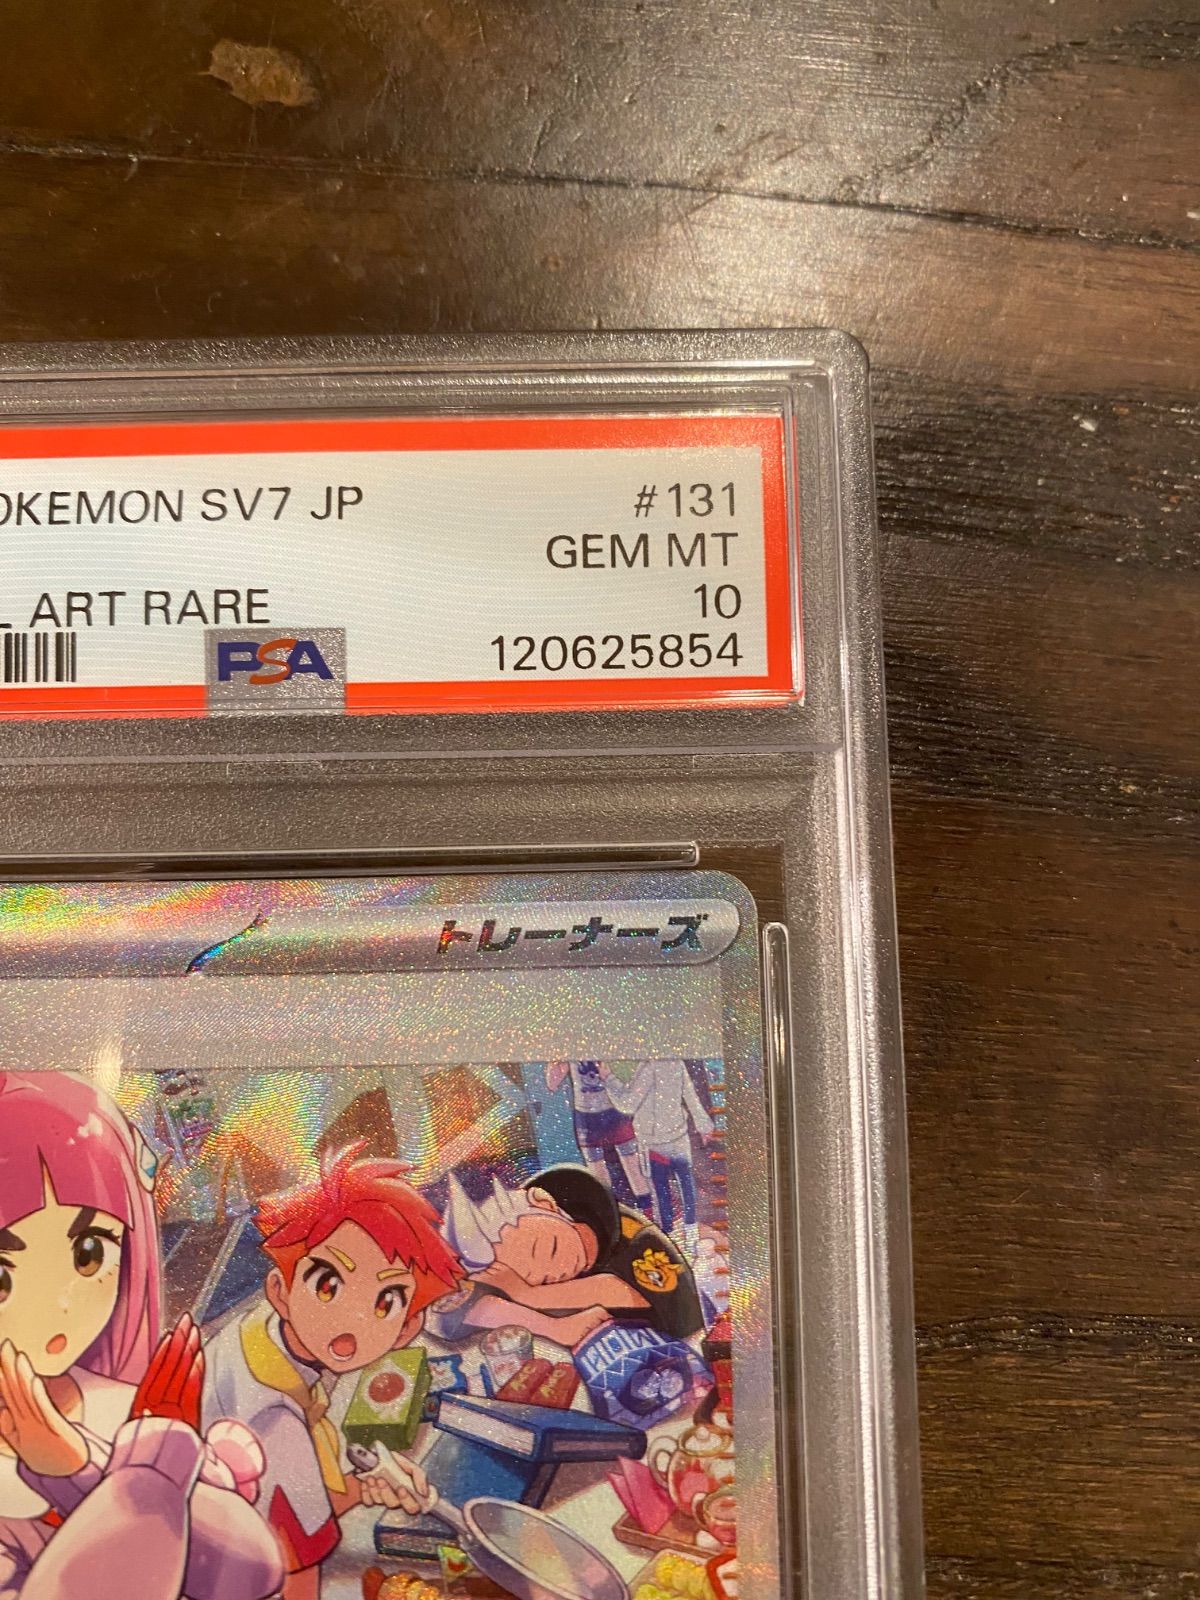 OKEMON SV7 JP #131
GEM MT
ART RARE 10
PSA 120625854
トレーナーズ